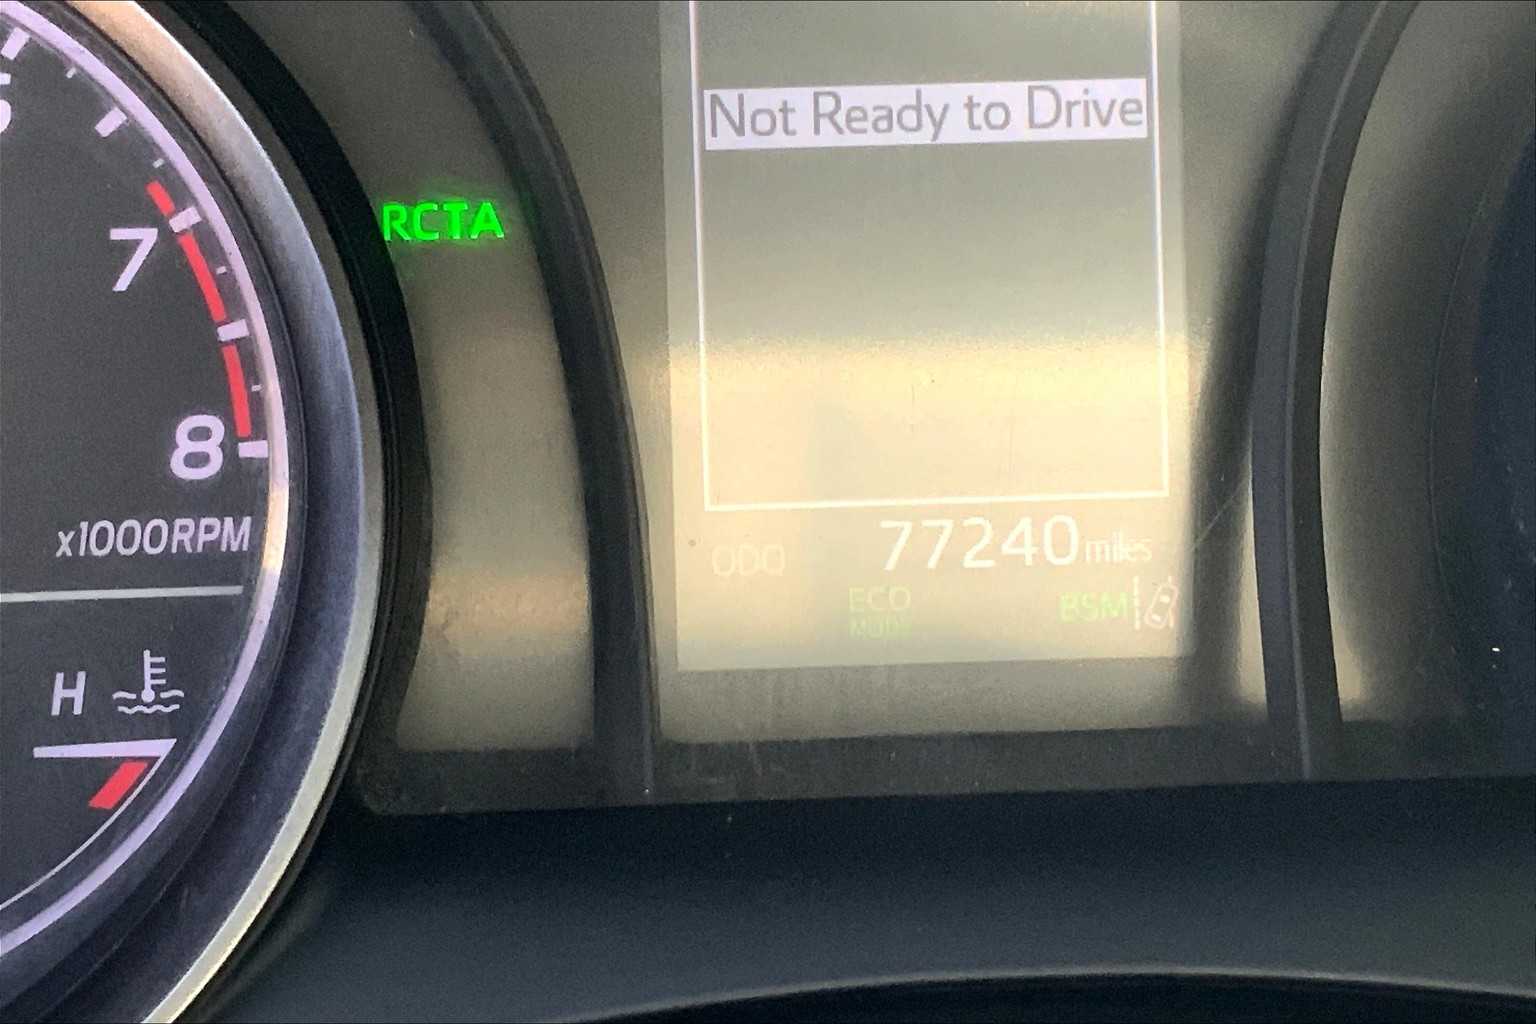 Not Ready to Drive
RCTA
7
8
x1000RPM
ODO 77240 miles
ECO
MODE
BSM
H